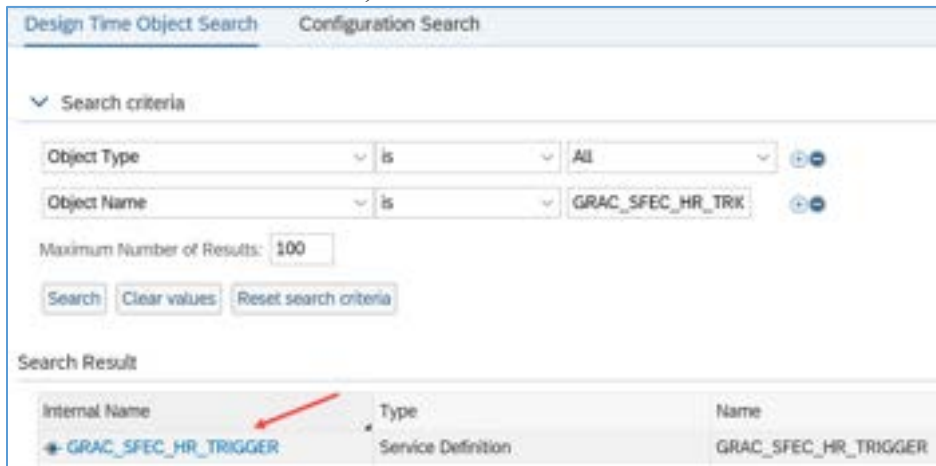 Design Time Object Search Configuration Search
Search criteria
Object Type is All
Object Name is GRAC_SFEC_HR_TRIG
Maximum Number of Results: 100
Search Clear values Reset search criteria
Search Result
Internal Name Type Name
GRAC_SFEC_HR_TRIGGER Service Definition GRAC_SFEC_HR_TRIGGER